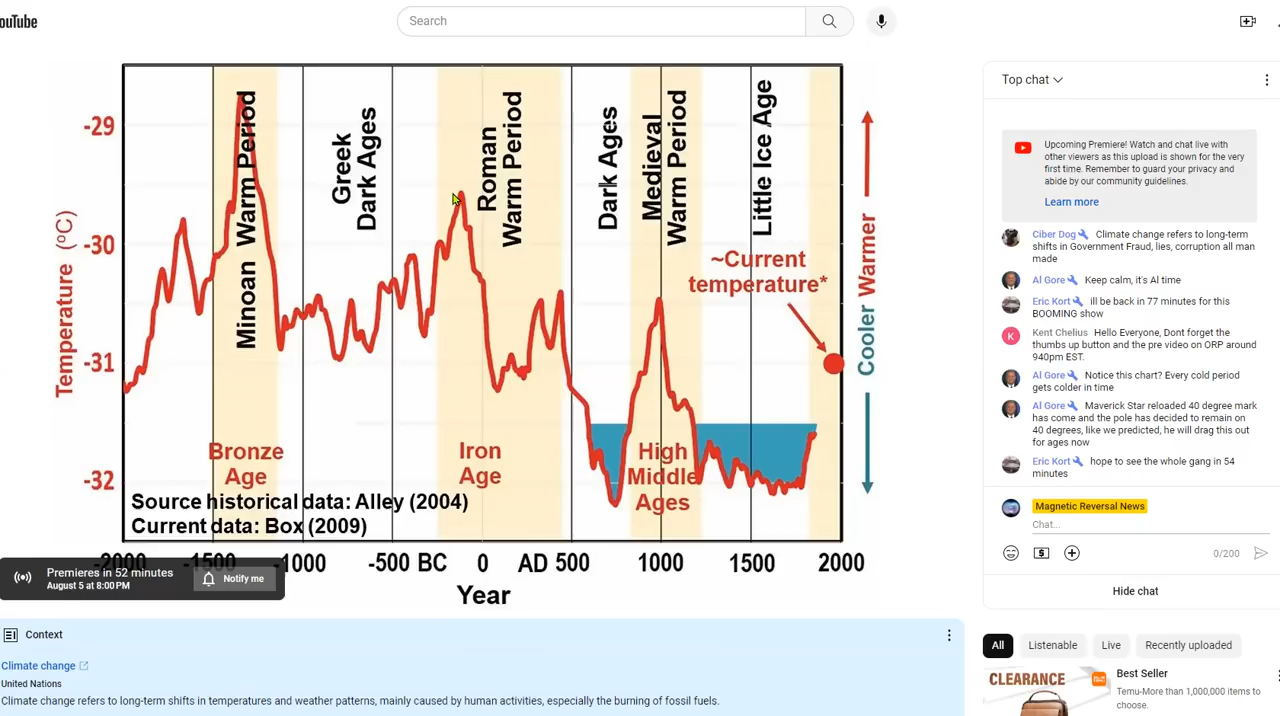 ouTube
Search
-29
-30
-31
-32
Temperature (ºC)
Minoan Warm Period
Greek
Dark Ages
Roman
Warm Period
Dark Ages
Medieval
Warm Period
Little Ice Age
~Current
temperature*
Cooler Warmer
Bronze
Age
Iron
Age
High
Middle
Ages
Source historical data: Alley (2004)
Current data: Box (2009)
-2000 -1500 -1000 -500 BC 0 AD 500 1000 1500 2000
Year
Premieres in 52 minutes
August 5 at 8:00 PM
Notify me
Context
Climate change
United Nations
Climate change refers to long-term shifts in temperatures and weather patterns, mainly caused by human activities, especially the burning of fossil fuels.
Top chat
Upcoming Premiere! Watch and chat live with
other viewers as this upload is shown for the very
first time. Remember to guard your privacy and
abide by our community guidelines.
Learn more
Ciber Dog Climate change refers to long-term
shifts in Government Fraud, lies, corruption all man
made
Al Gore Keep calm, it's Al time
Eric Kort ill be back in 77 minutes for this
BOOMING show
K
Kent Chelius Hello Everyone, Dont forget the
thumbs up button and the pre video on ORP around
940pm EST.
Al Gore Notice this chart? Every cold period
gets colder in time
Al Gore Maverick Star reloaded 40 degree mark
has come and the pole has decided to remain on
40 degrees, like we predicted, he will drag this out
for ages now
Eric Kort hope to see the whole gang in 54
minutes
Magnetic Reversal News
Chat...
0/200
Hide chat
All
Listenable
Live
Recently uploaded
CLEARANCE
Best Seller
Temu-More than 1,000,000 items to
choose.